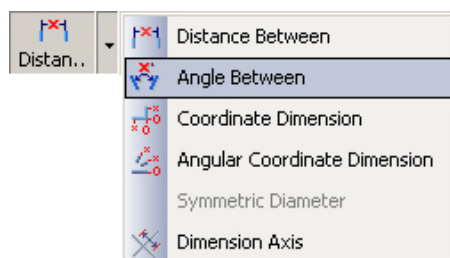 Distan..
Distance Between
Angle Between
Coordinate Dimension
Angular Coordinate Dimension
Symmetric Diameter
Dimension Axis